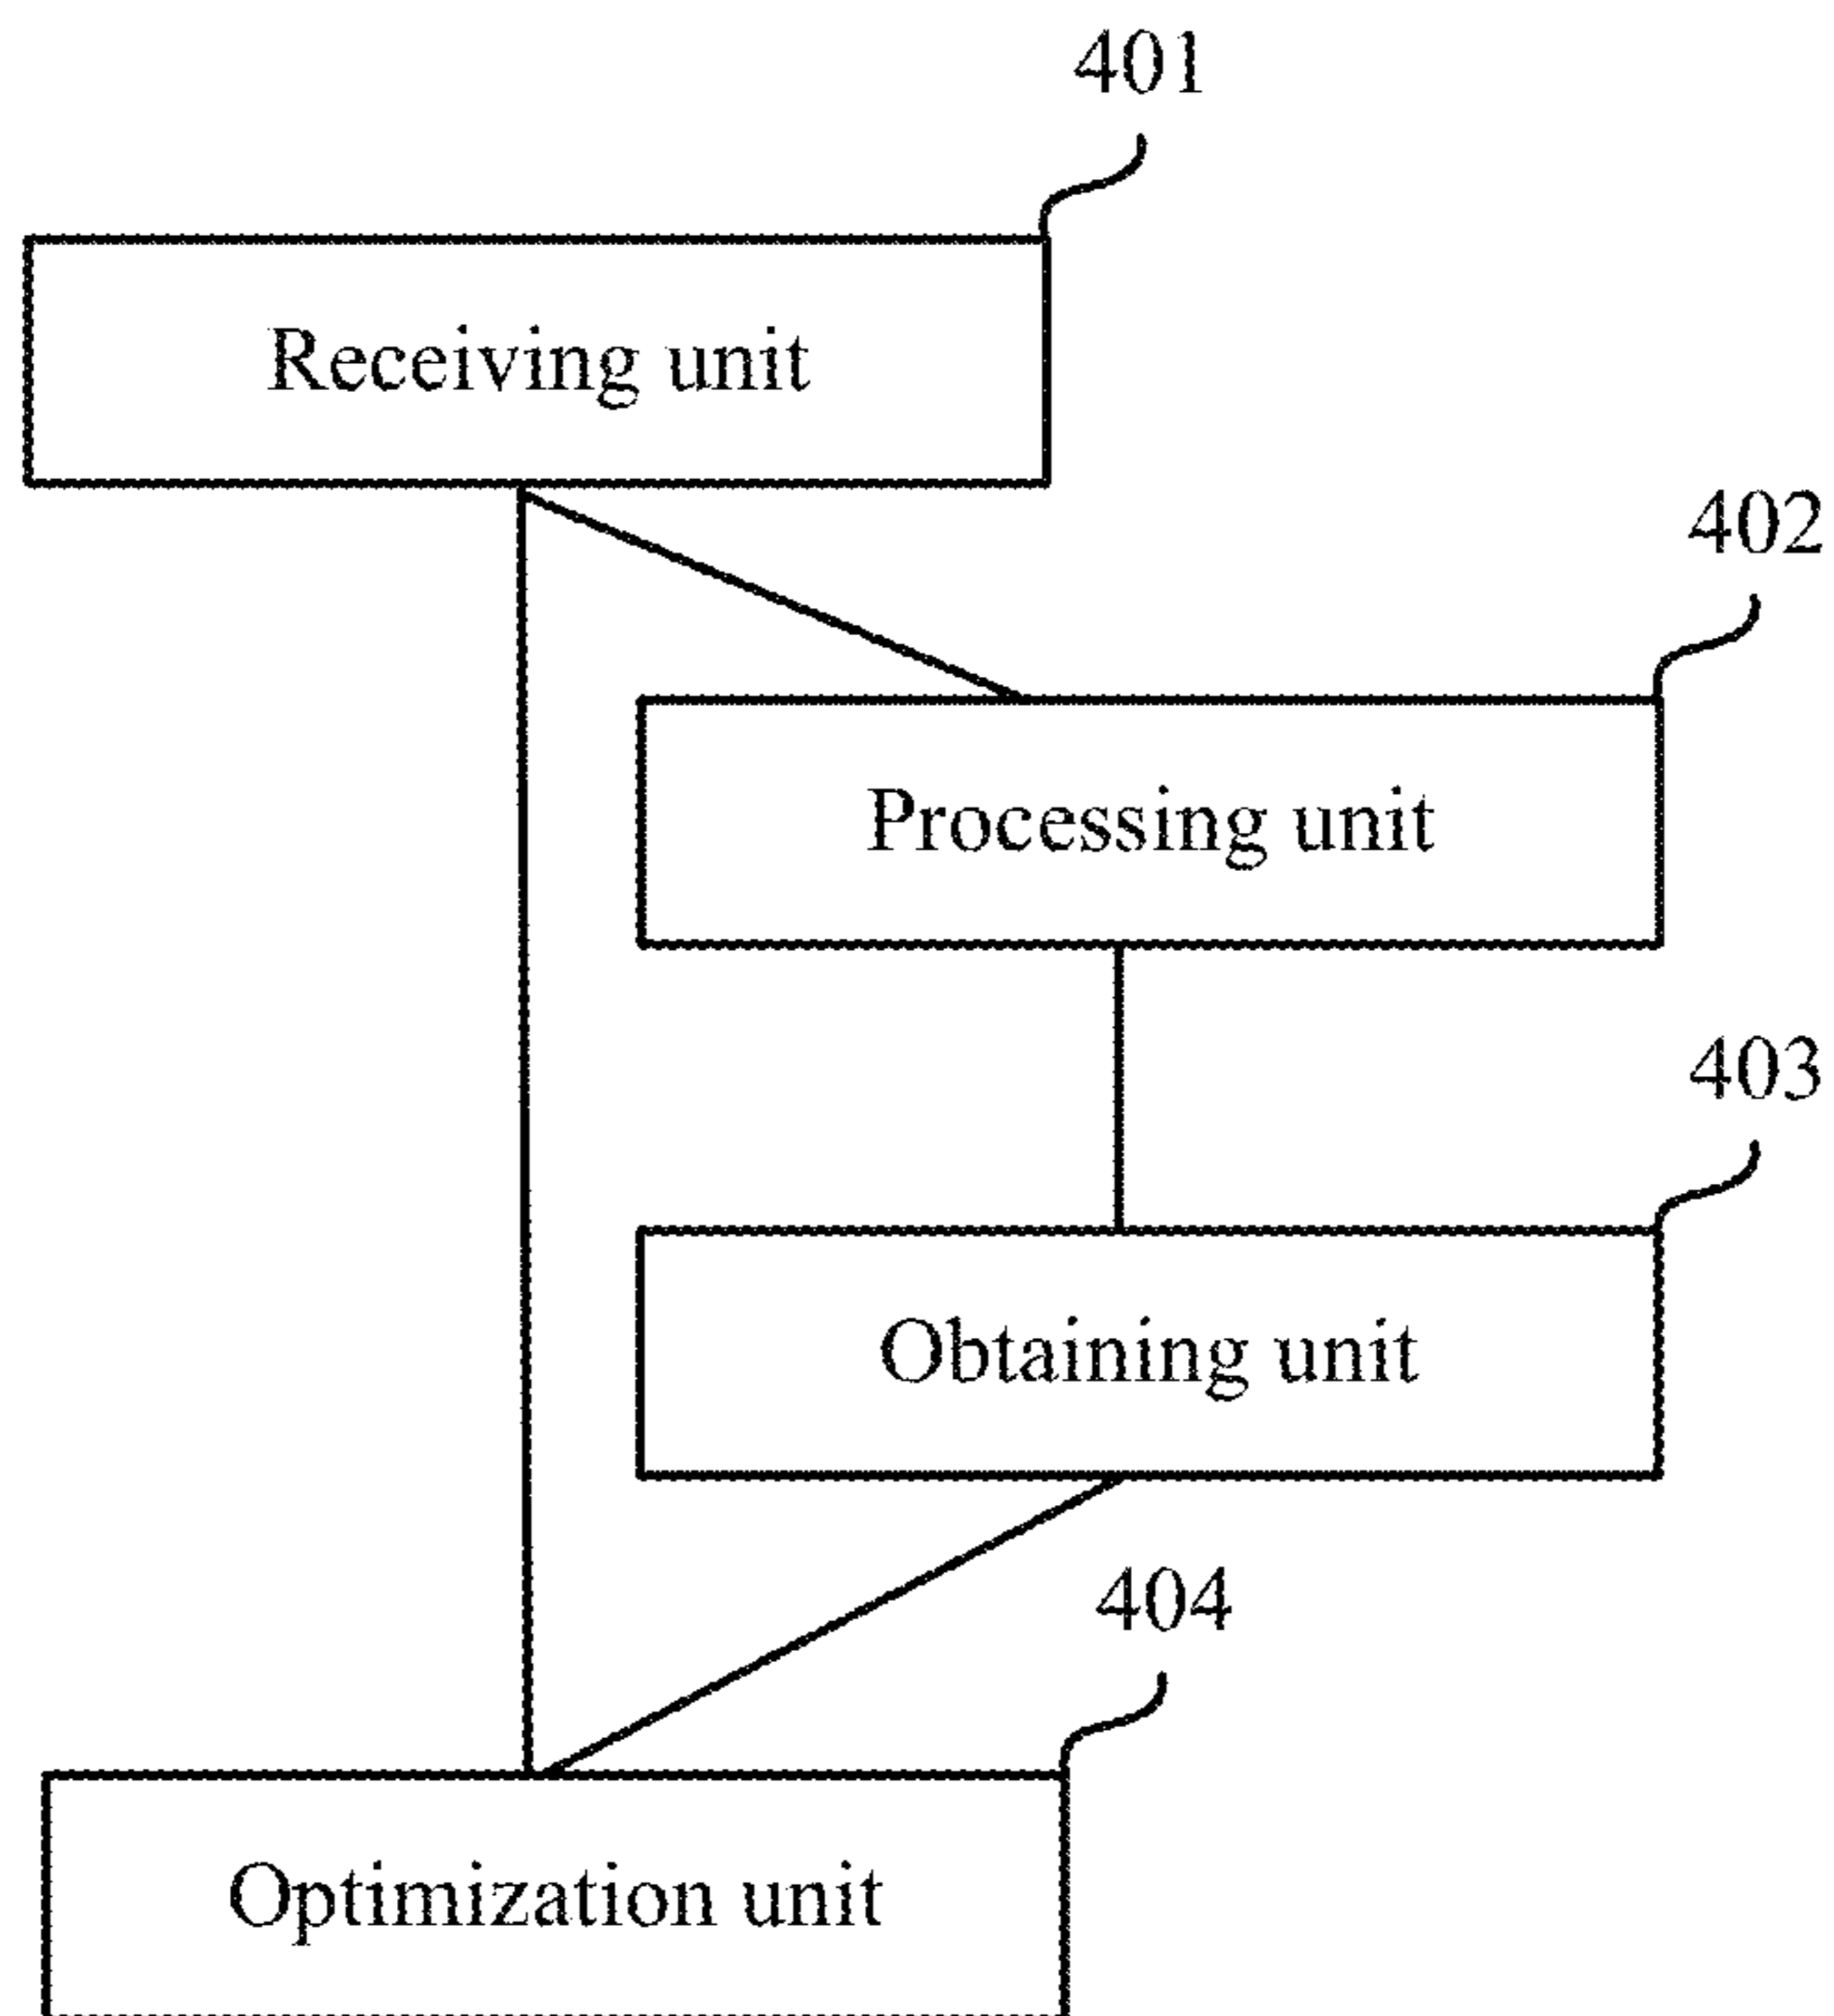 401
Receiving unit
402
Processing unit
403
Obtaining unit
404
Optimization unit